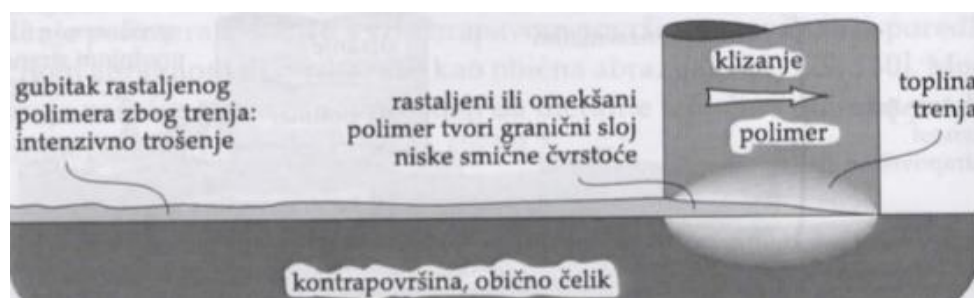 gubitak rastaljenog
polimera zbog trenja:
intenzivno trošenje
rastaljeni ili omekšani
polimer tvori granični sloj
niske smične čvrstoće
klizanje
polimer
toplina
trenja
kontrapovršina, obično čelik